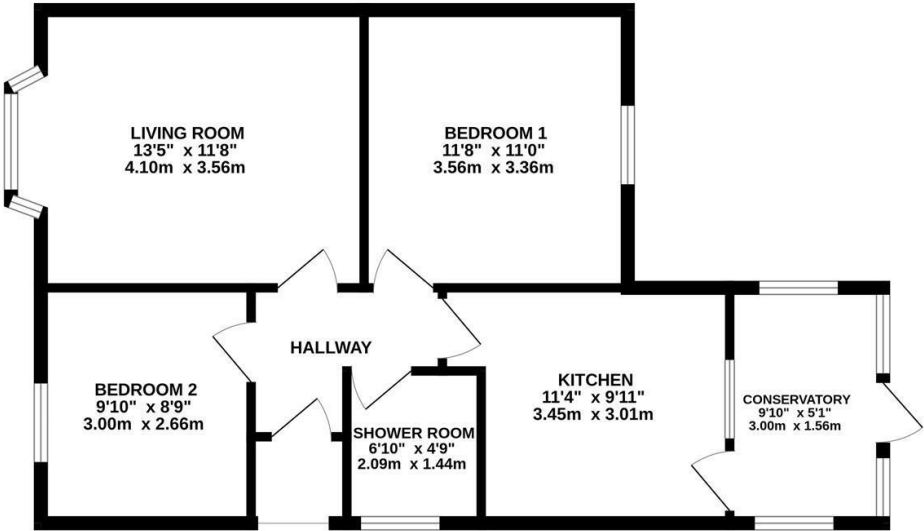 LIVING ROOM
13'5" x 11'8"
4.10m x 3.56m
BEDROOM 1
11'8" x 11'0"
3.56m x 3.36m
HALLWAY
BEDROOM 2
9'10" x 8'9"
3.00m x 2.66m
KITCHEN
11'4" x 9'11"
3.45m x 3.01m
CONSERVATORY
9'10" x 5'1"
3.00m x 1.56m
SHOWER ROOM
6'10" x 4'9"
2.09m x 1.44m